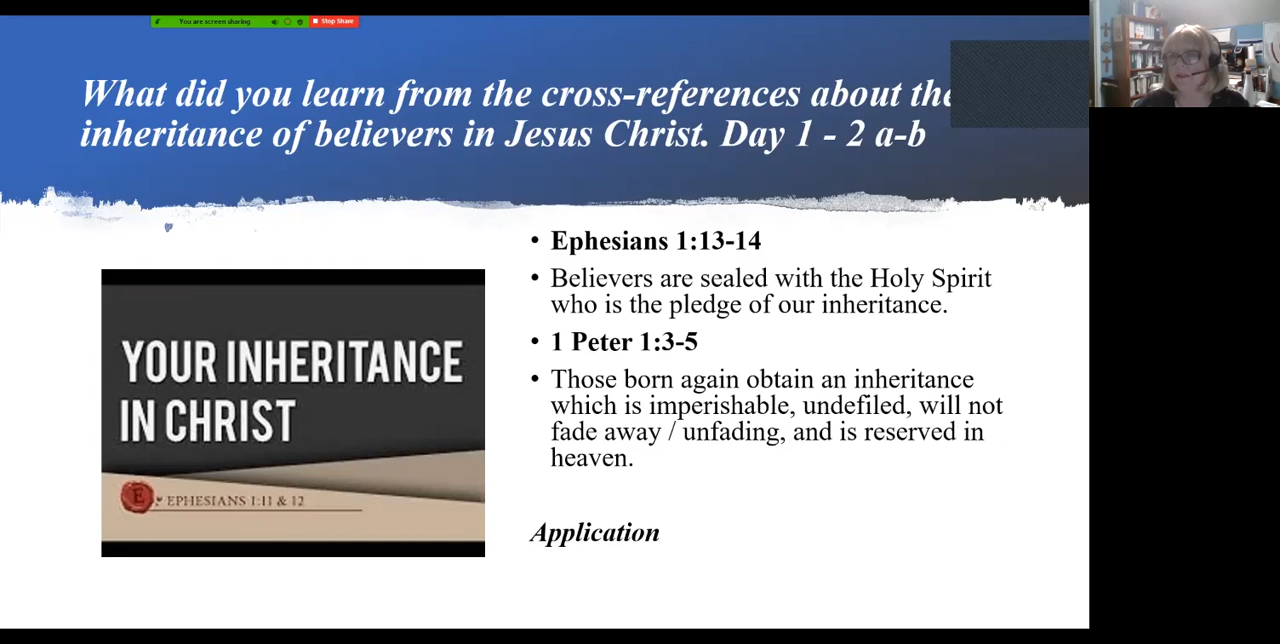 You are screen sharing
Stop Share
What did you learn from the cross-references about the
inheritance of believers in Jesus Christ. Day 1 - 2 a-b
• Ephesians 1:13-14
• Believers are sealed with the Holy Spirit
who is the pledge of our inheritance.
• 1 Peter 1:3-5
• Those born again obtain an inheritance
which is imperishable, undefiled, will not
fade away / unfading, and is reserved in
heaven.
Application
YOUR INHERITANCE
IN CHRIST
E
EPHESIANS 1:11 & 12